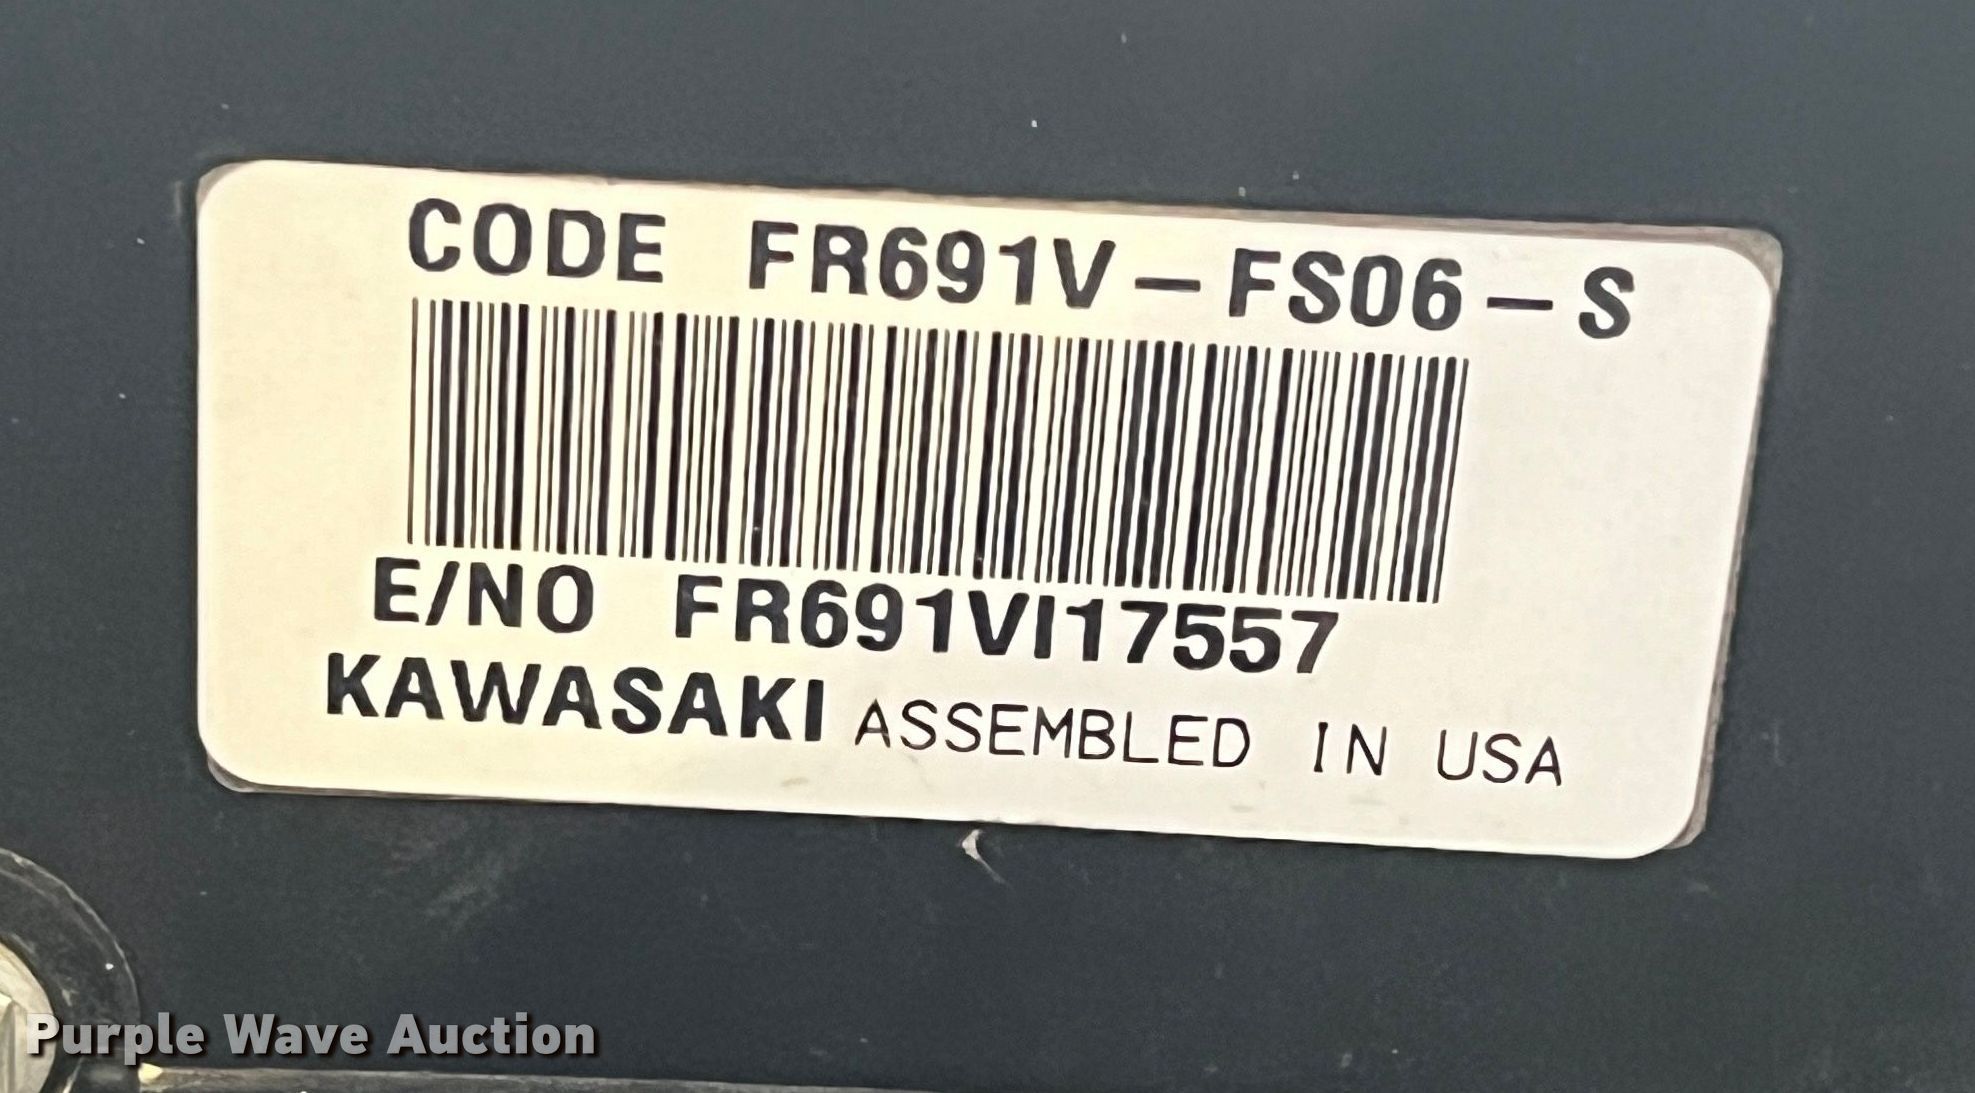 CODE FR691V-FS06-S
E/NO FR691VI17557
KAWASAKI ASSEMBLED IN USA
Purple Wave Auction